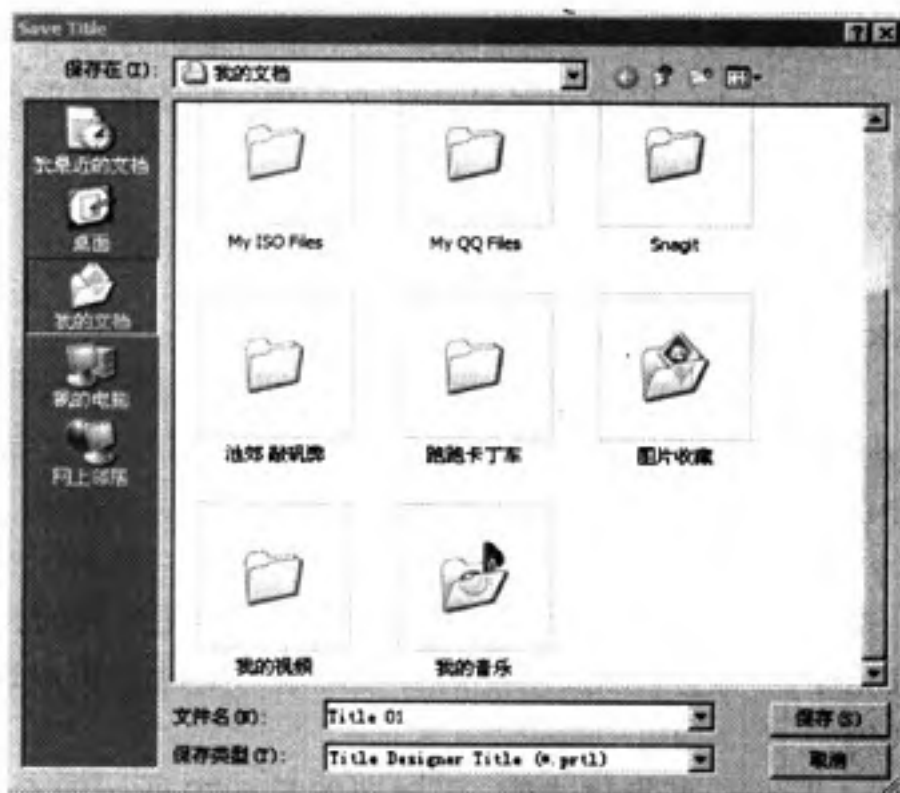 Save Title
保存在(I):
我的文档
我最近的文档
桌面
我的文档
我的电脑
网上邻居
My ISO Files
My QQ Files
Snagit
跑跑卡丁车
图片收藏
我的视频
我的音乐
文件名(N):
Title 01
保存(S)
保存类型(T):
Title Designer Title (*.prtl)
取消